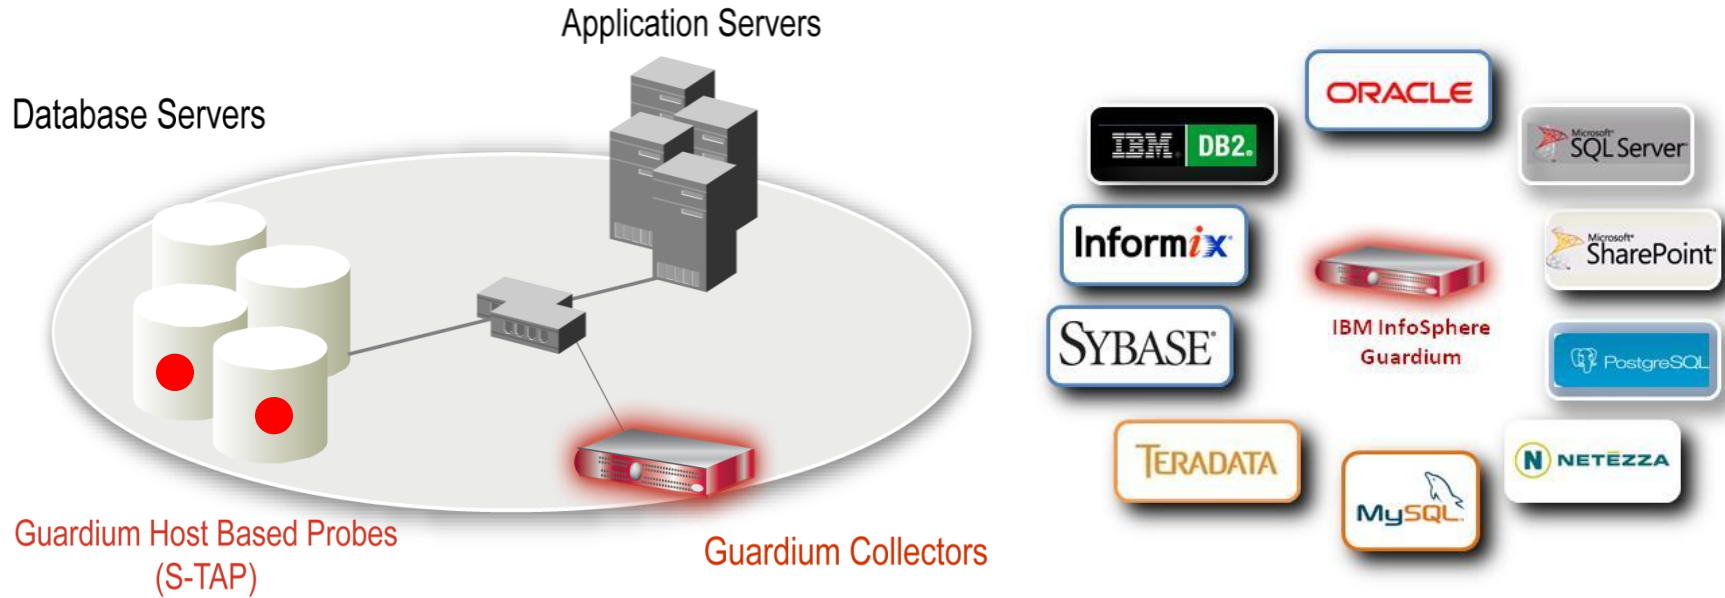 Application Servers
Database Servers
Guardium Host Based Probes
(S-TAP)
Guardium Collectors
ORACLE
IBM. DB2.
Microsoft
SQL Server
Informix
Microsoft
SharePoint
IBM InfoSphere
Guardium
SYBASE
PostgreSQL
TERADATA
N NETEZZA
MySQL